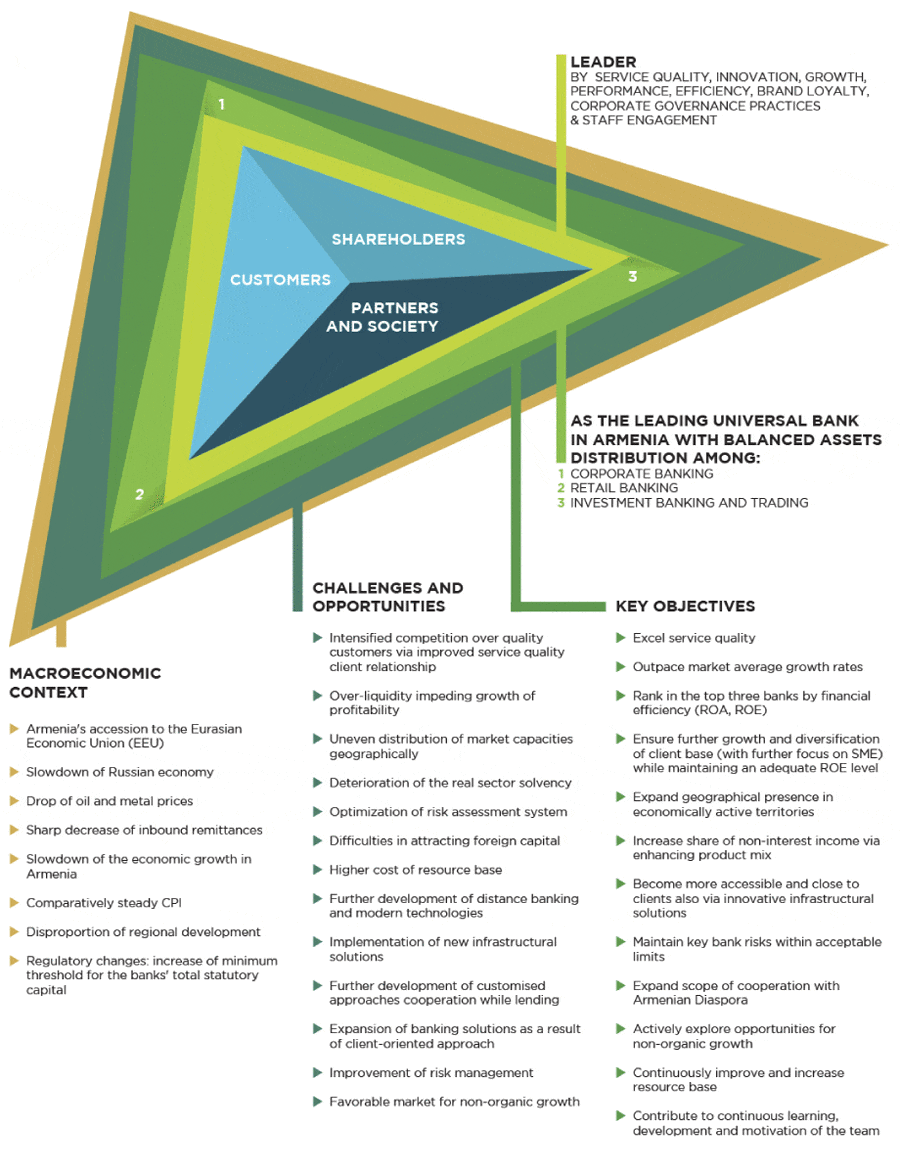 LEADER
BY SERVICE QUALITY, INNOVATION, GROWTH,
PERFORMANCE, EFFICIENCY, BRAND LOYALTY,
CORPORATE GOVERNANCE PRACTICES
& STAFF ENGAGEMENT
1
SHAREHOLDERS
CUSTOMERS
3
PARTNERS
AND SOCIETY
2
AS THE LEADING UNIVERSAL BANK
IN ARMENIA WITH BALANCED ASSETS
DISTRIBUTION AMONG:
1 CORPORATE BANKING
2 RETAIL BANKING
3 INVESTMENT BANKING AND TRADING
MACROECONOMIC
CONTEXT
Armenia's accession to the Eurasian
Economic Union (EEU)
Slowdown of Russian economy
Drop of oil and metal prices
Sharp decrease of inbound remittances
Slowdown of the economic growth in
Armenia
Comparatively steady CPI
Disproportion of regional development
Regulatory changes: increase of minimum
threshold for the banks' total statutory
capital
CHALLENGES AND
OPPORTUNITIES
Intensified competition over quality
customers via improved service quality
client relationship
Over-liquidity impeding growth of
profitability
Uneven distribution of market capacities
geographically
Deterioration of the real sector solvency
Optimization of risk assessment system
Difficulties in attracting foreign capital
Higher cost of resource base
Further development of distance banking
and modern technologies
Implementation of new infrastructural
solutions
Further development of customised
approaches cooperation while lending
Expansion of banking solutions as a result
of client-oriented approach
Improvement of risk management
Favorable market for non-organic growth
KEY OBJECTIVES
Excel service quality
Outpace market average growth rates
Rank in the top three banks by financial
efficiency (ROA, ROE)
Ensure further growth and diversification
of client base (with further focus on SME)
while maintaining an adequate ROE level
Expand geographical presence in
economically active territories
Increase share of non-interest income via
enhancing product mix
Become more accessible and close to
clients also via innovative infrastructural
solutions
Maintain key bank risks within acceptable
limits
Expand scope of cooperation with
Armenian Diaspora
Actively explore opportunities for
non-organic growth
Continuously improve and increase
resource base
Contribute to continuous learning,
development and motivation of the team